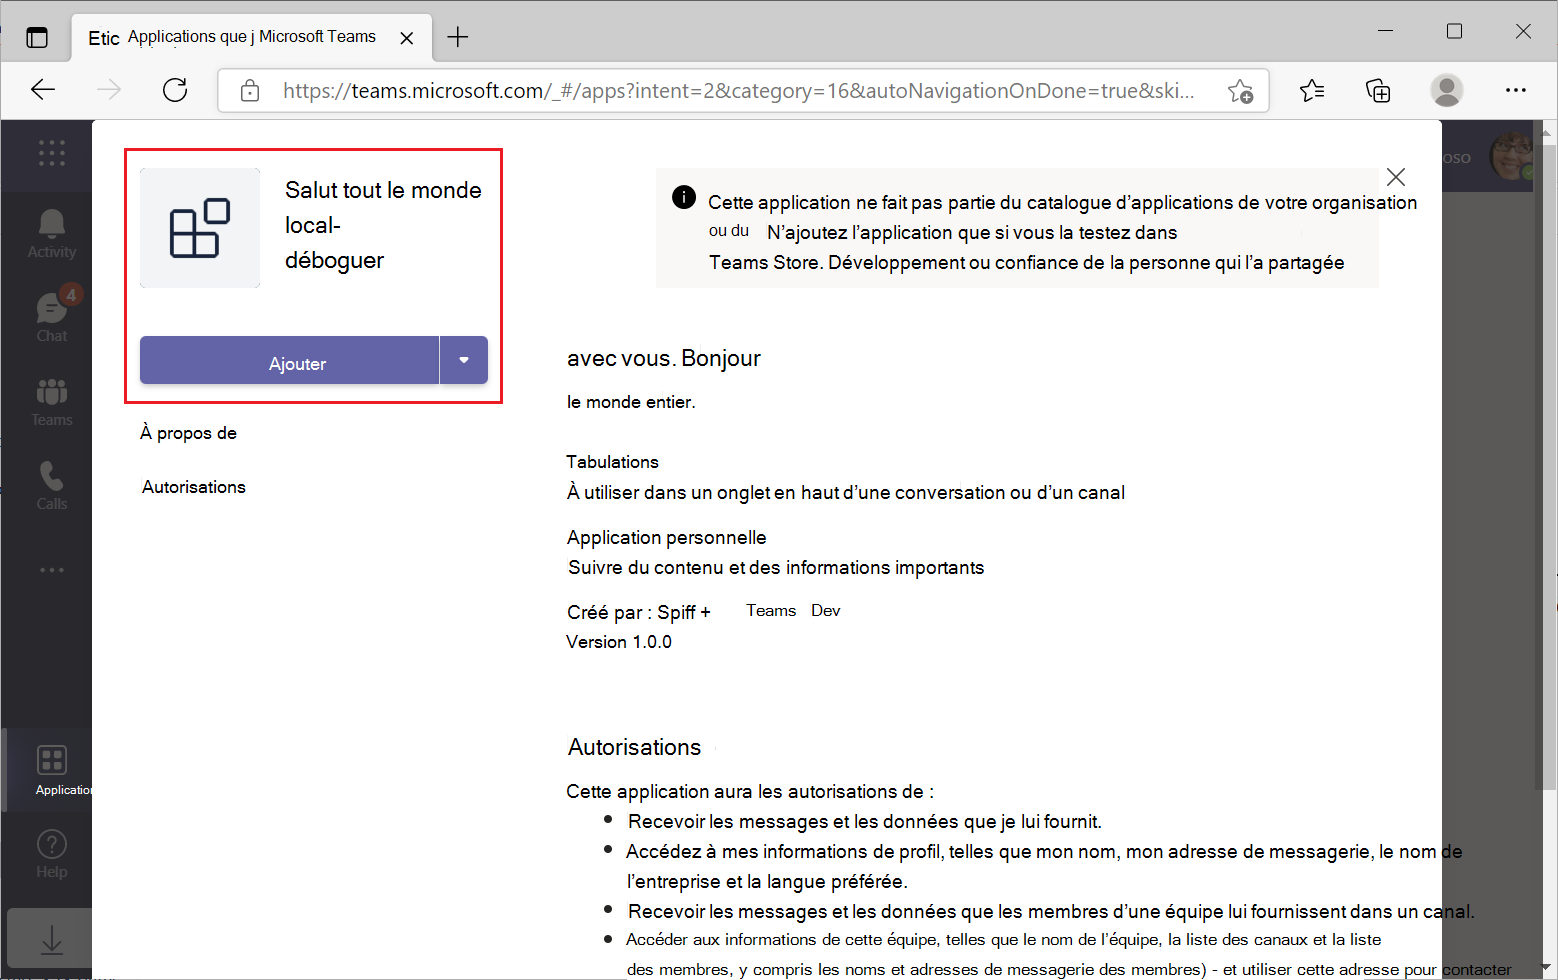 Etic Applications que j Microsoft Teams
https://teams.microsoft.com/_#/apps?intent=2&category=16&autoNavigationOnDone=true&ski...
oso
Activity
4
Chat
Teams
Calls
Application
Help
Salut tout le monde
local-
déboguer
Ajouter
À propos de
Autorisations
Cette application ne fait pas partie du catalogue d’applications de votre organisation
ou du N’ajoutez l’application que si vous la testez dans
Teams Store. Développement ou confiance de la personne qui l’a partagée
avec vous. Bonjour
le monde entier.
Tabulations
À utiliser dans un onglet en haut d’une conversation ou d’un canal
Application personnelle
Suivre du contenu et des informations importants
Créé par : Spiff + Teams Dev
Version 1.0.0
Autorisations
Cette application aura les autorisations de :
Recevoir les messages et les données que je lui fournit.
Accédez à mes informations de profil, telles que mon nom, mon adresse de messagerie, le nom de
l’entreprise et la langue préférée.
Recevoir les messages et les données que les membres d’une équipe lui fournissent dans un canal.
Accéder aux informations de cette équipe, telles que le nom de l’équipe, la liste des canaux et la liste
des membres, y compris les noms et adresses de messagerie des membres) - et utiliser cette adresse pour contacter